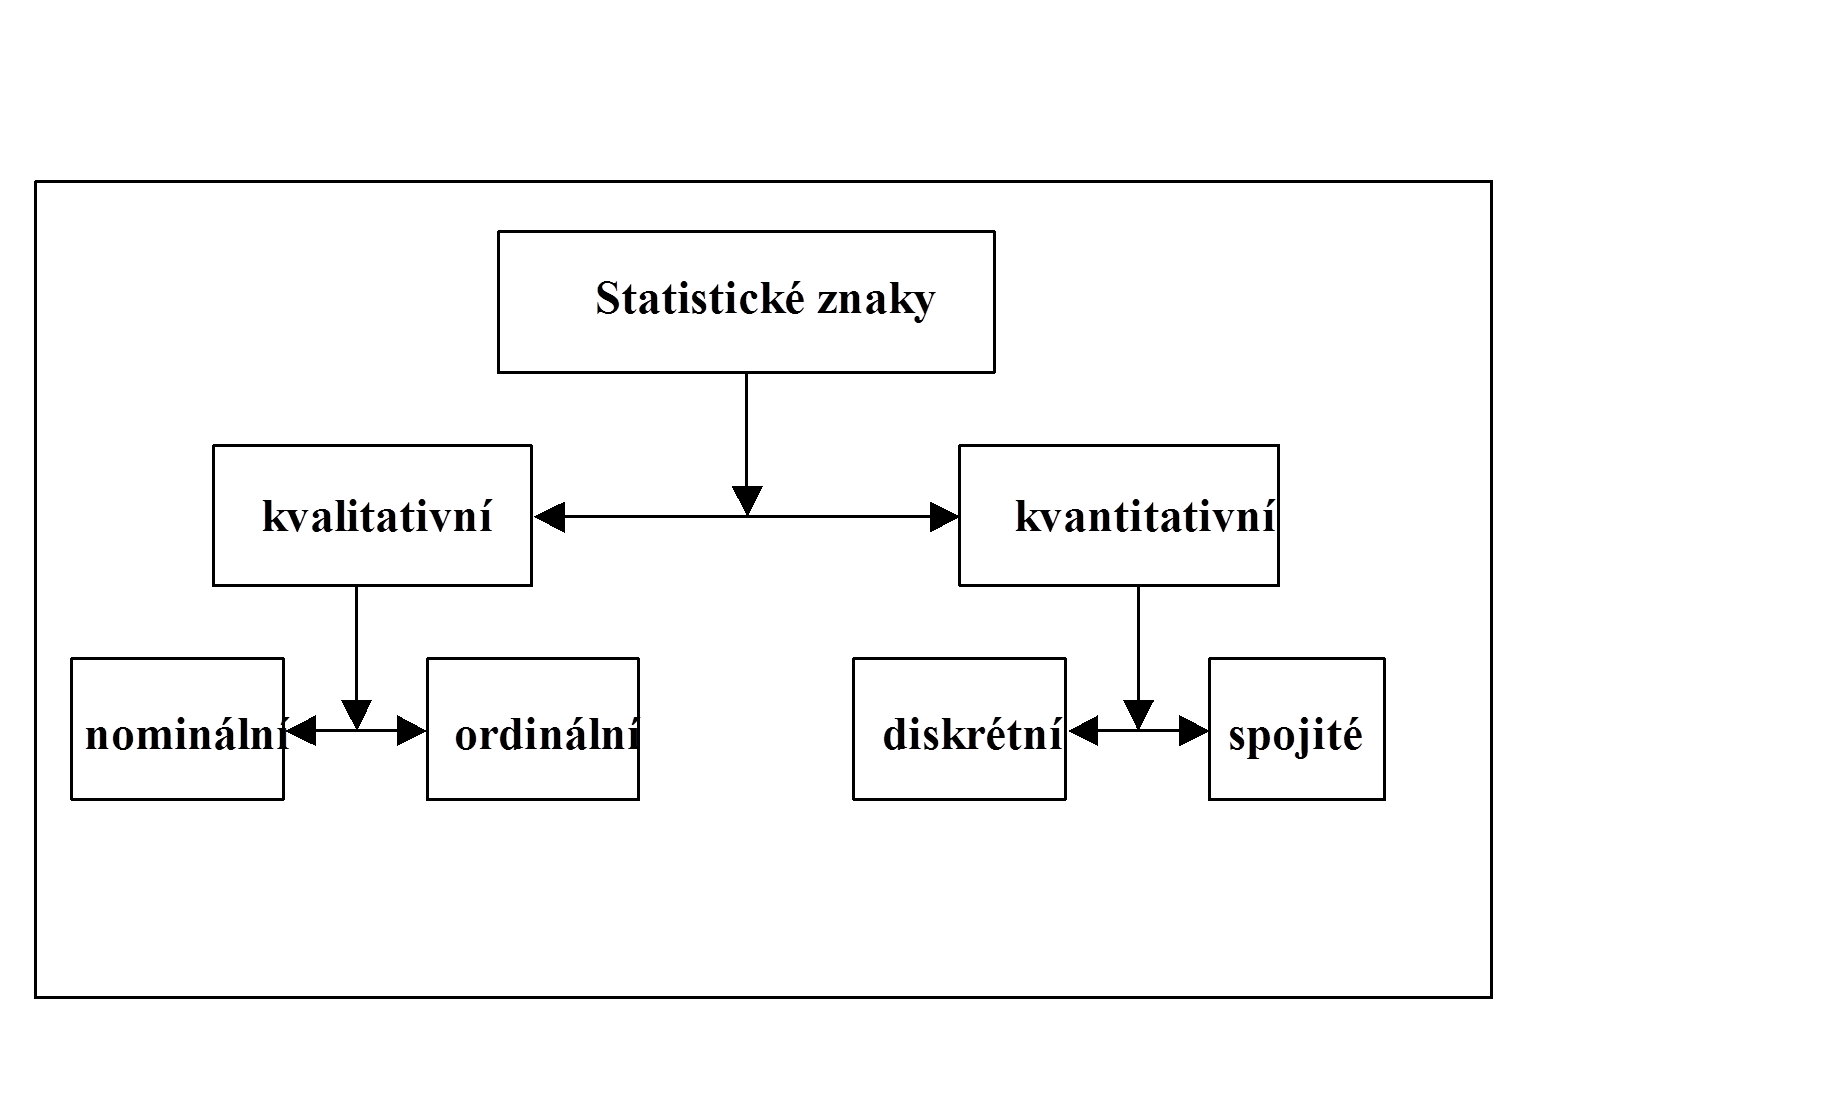 Statistické znaky
kvalitativní
kvantitativní
nominální
ordinální
diskrétní
spojité